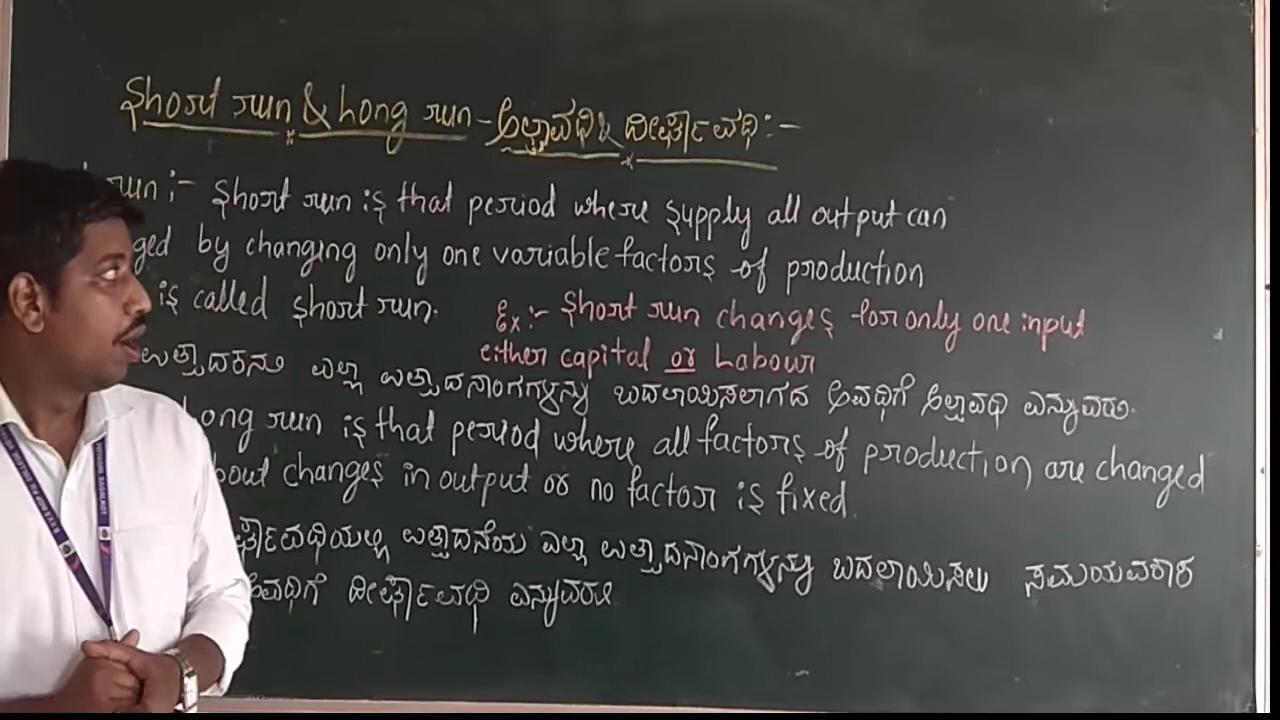 Short run & Long run - ಅಲ್ಪಾವಧಿ & ದೀರ್ಘಾವಧಿ :-
run :- Short run is that period where supply all output can
ged by changing only one variable factors of production
is called short run.
Ex:- Short run changes for only one input
either capital or Labour
ಉತ್ಪಾದಕನು ಎಲ್ಲಾ ಉತ್ಪಾದನಾಂಗಗಳನ್ನು ಬದಲಾಯಿಸಲಾಗದ ಅವಧಿಗೆ ಅಲ್ಪಾವಧಿ ಎನ್ನುವರು.
Long run is that period where all factors of production are changed
bout changes in output or no factor is fixed.
ರ್ಘಾವಧಿಯಲ್ಲಿ ಉತ್ಪಾದನೆಯ ಎಲ್ಲಾ ಉತ್ಪಾದನಾಂಗಗಳನ್ನು ಬದಲಾಯಿಸಲು ಸಮಯವಕಾಶ
ಅವಧಿಗೆ ದೀರ್ಘಾವಧಿ ಎನ್ನುವರು